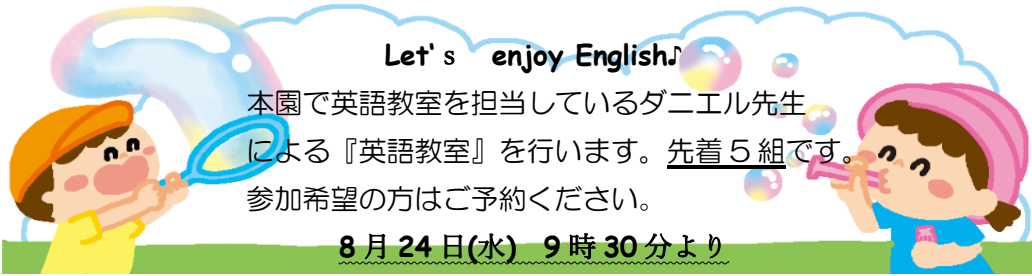 Let's enjoy English♪
本園で英語教室を担当しているダニエル先生
による『英語教室』を行います。先着５組です。
参加希望の方はご予約ください。
8月24日(水)　9時30分より